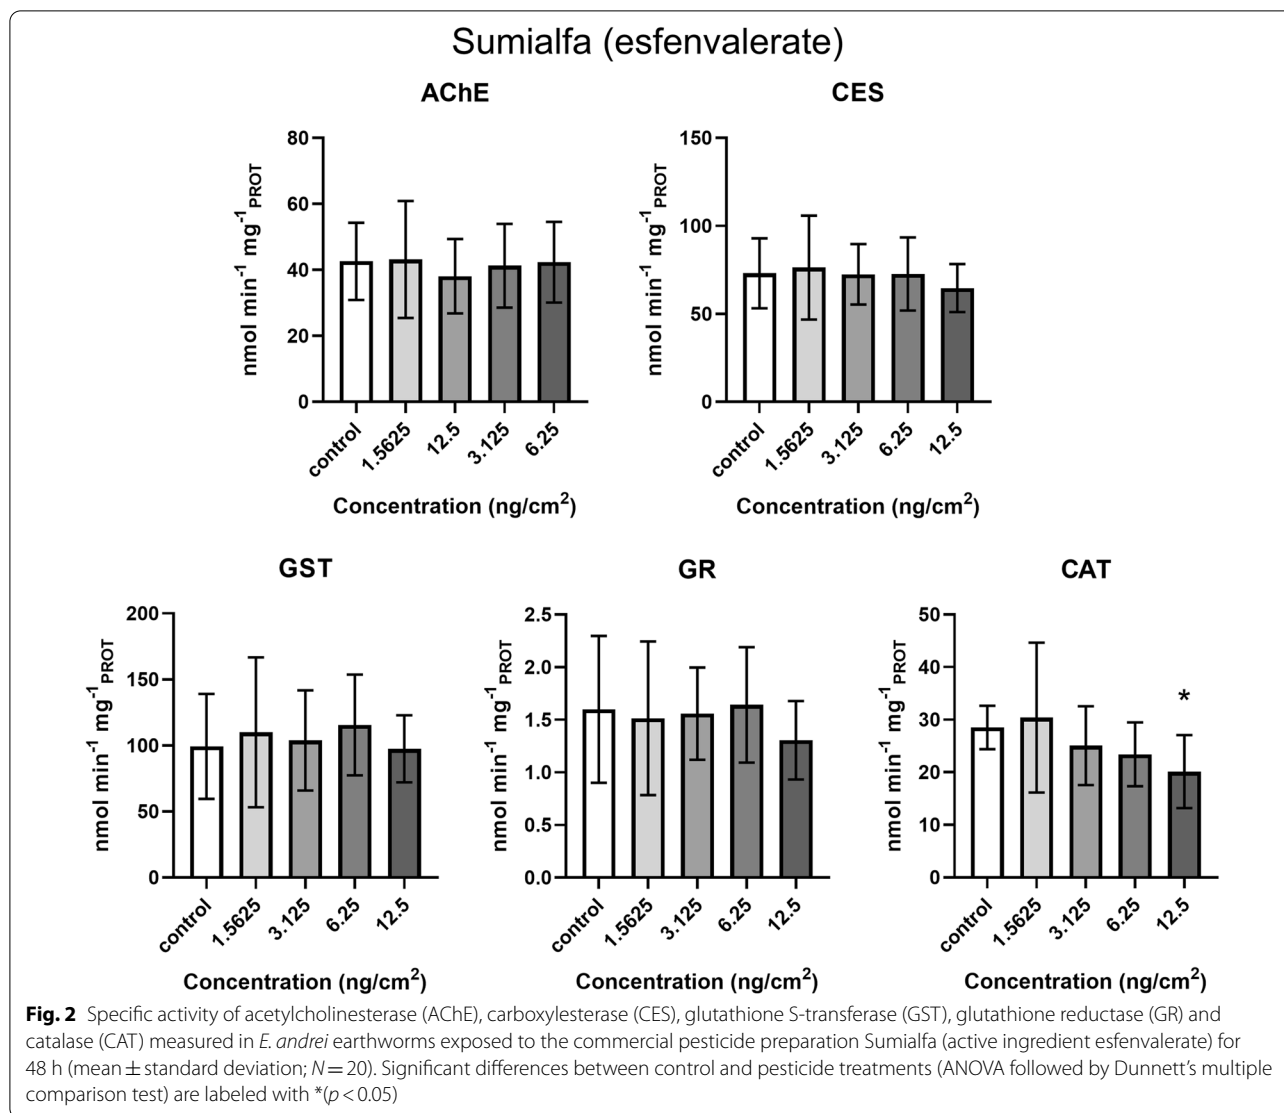 Sumialfa (esfenvalerate)
AChE
nmol min⁻¹ mg⁻¹PROT
80
60
40
20
0
control
1.5625
12.5
3.125
6.25
Concentration (ng/cm²)
CES
nmol min⁻¹ mg⁻¹PROT
150
100
50
0
control
1.5625
3.125
6.25
12.5
Concentration (ng/cm²)
GST
nmol min⁻¹ mg⁻¹PROT
200
150
100
50
0
control
1.5625
3.125
6.25
12.5
Concentration (ng/cm²)
GR
nmol min⁻¹ mg⁻¹PROT
2.5
2.0
1.5
1.0
0.5
0.0
control
1.5625
3.125
6.25
12.5
Concentration (ng/cm²)
CAT
nmol min⁻¹ mg⁻¹PROT
50
40
30
20
10
0
*
control
1.5625
3.125
6.25
12.5
Concentration (ng/cm²)
Fig. 2 Specific activity of acetylcholinesterase (AChE), carboxylesterase (CES), glutathione S-transferase (GST), glutathione reductase (GR) and
catalase (CAT) measured in E. andrei earthworms exposed to the commercial pesticide preparation Sumialfa (active ingredient esfenvalerate) for
48 h (mean ± standard deviation; N = 20). Significant differences between control and pesticide treatments (ANOVA followed by Dunnett's multiple
comparison test) are labeled with *(p < 0.05)